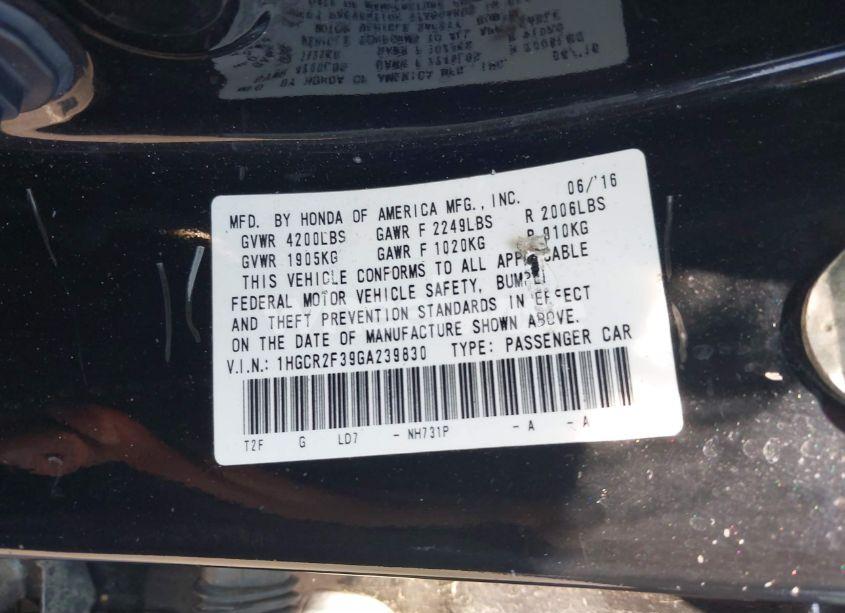 MFD. BY HONDA OF AMERICA MFG., INC. 06/'16
GVWR 4200LBS GAWR F 2249LBS R 2006LBS
GVWR 1905KG GAWR F 1020KG R 910KG
THIS VEHICLE CONFORMS TO ALL APPLICABLE
FEDERAL MOTOR VEHICLE SAFETY, BUMPER
AND THEFT PREVENTION STANDARDS IN EFFECT
ON THE DATE OF MANUFACTURE SHOWN ABOVE.
V.I.N.: 1HGCR2F39GA239830 TYPE: PASSENGER CAR
T2F G LD7 - NH731P - A - A